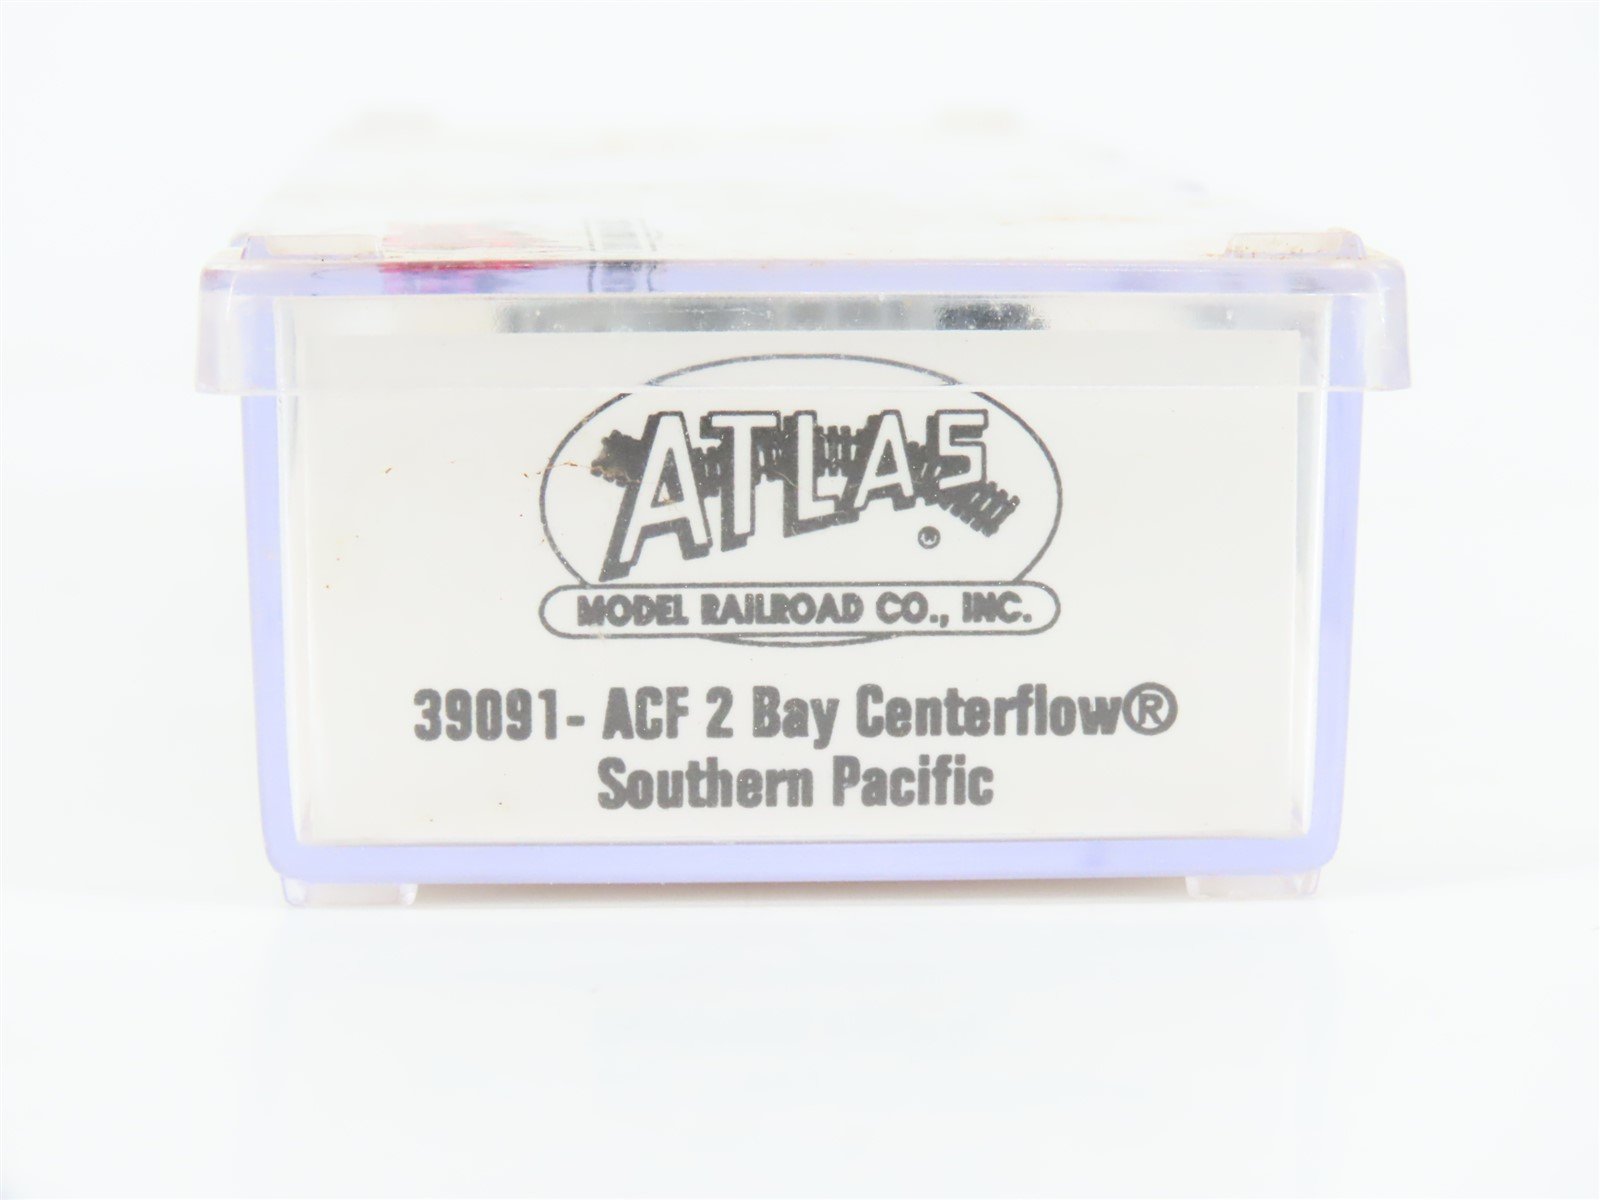 ATLAS
MODEL RAILROAD CO., INC.
39091- ACF 2 Bay Centerflow®
Southern Pacific